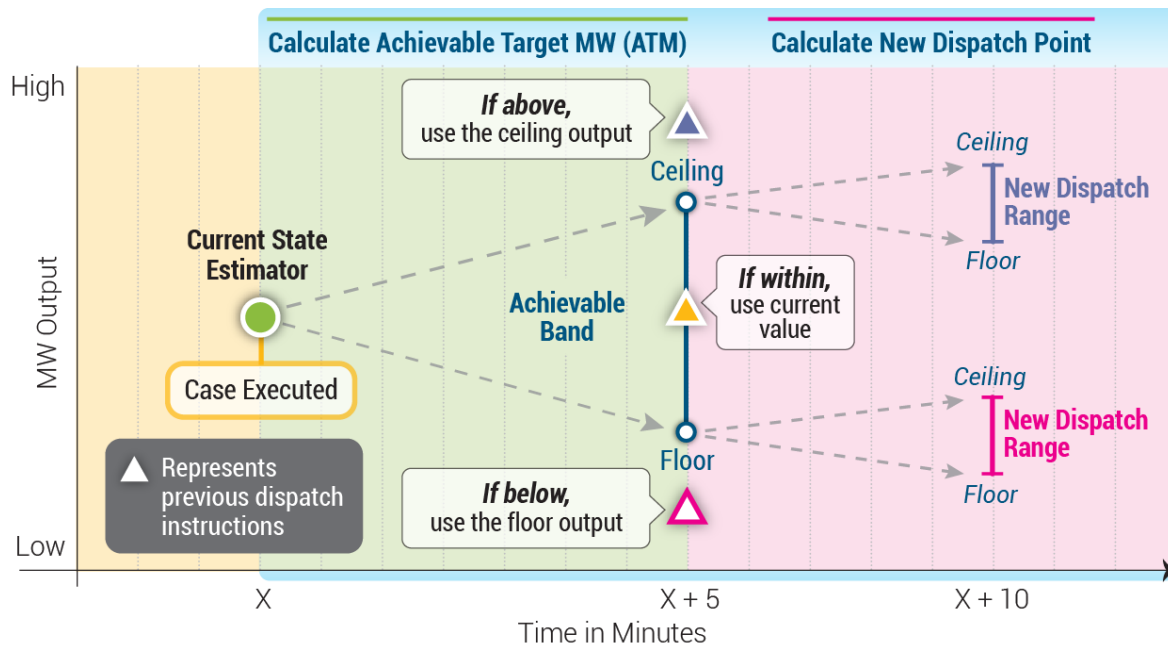 Calculate Achievable Target MW (ATM)
Calculate New Dispatch Point
High
MW Output
Low
If above,
use the ceiling output
Ceiling
Current State
Estimator
Case Executed
Achievable
Band
If within,
use current
value
Floor
If below,
use the floor output
Represents
previous dispatch
instructions
Ceiling
New Dispatch
Range
Floor
Ceiling
New Dispatch
Range
Floor
X
X + 5
X + 10
Time in Minutes